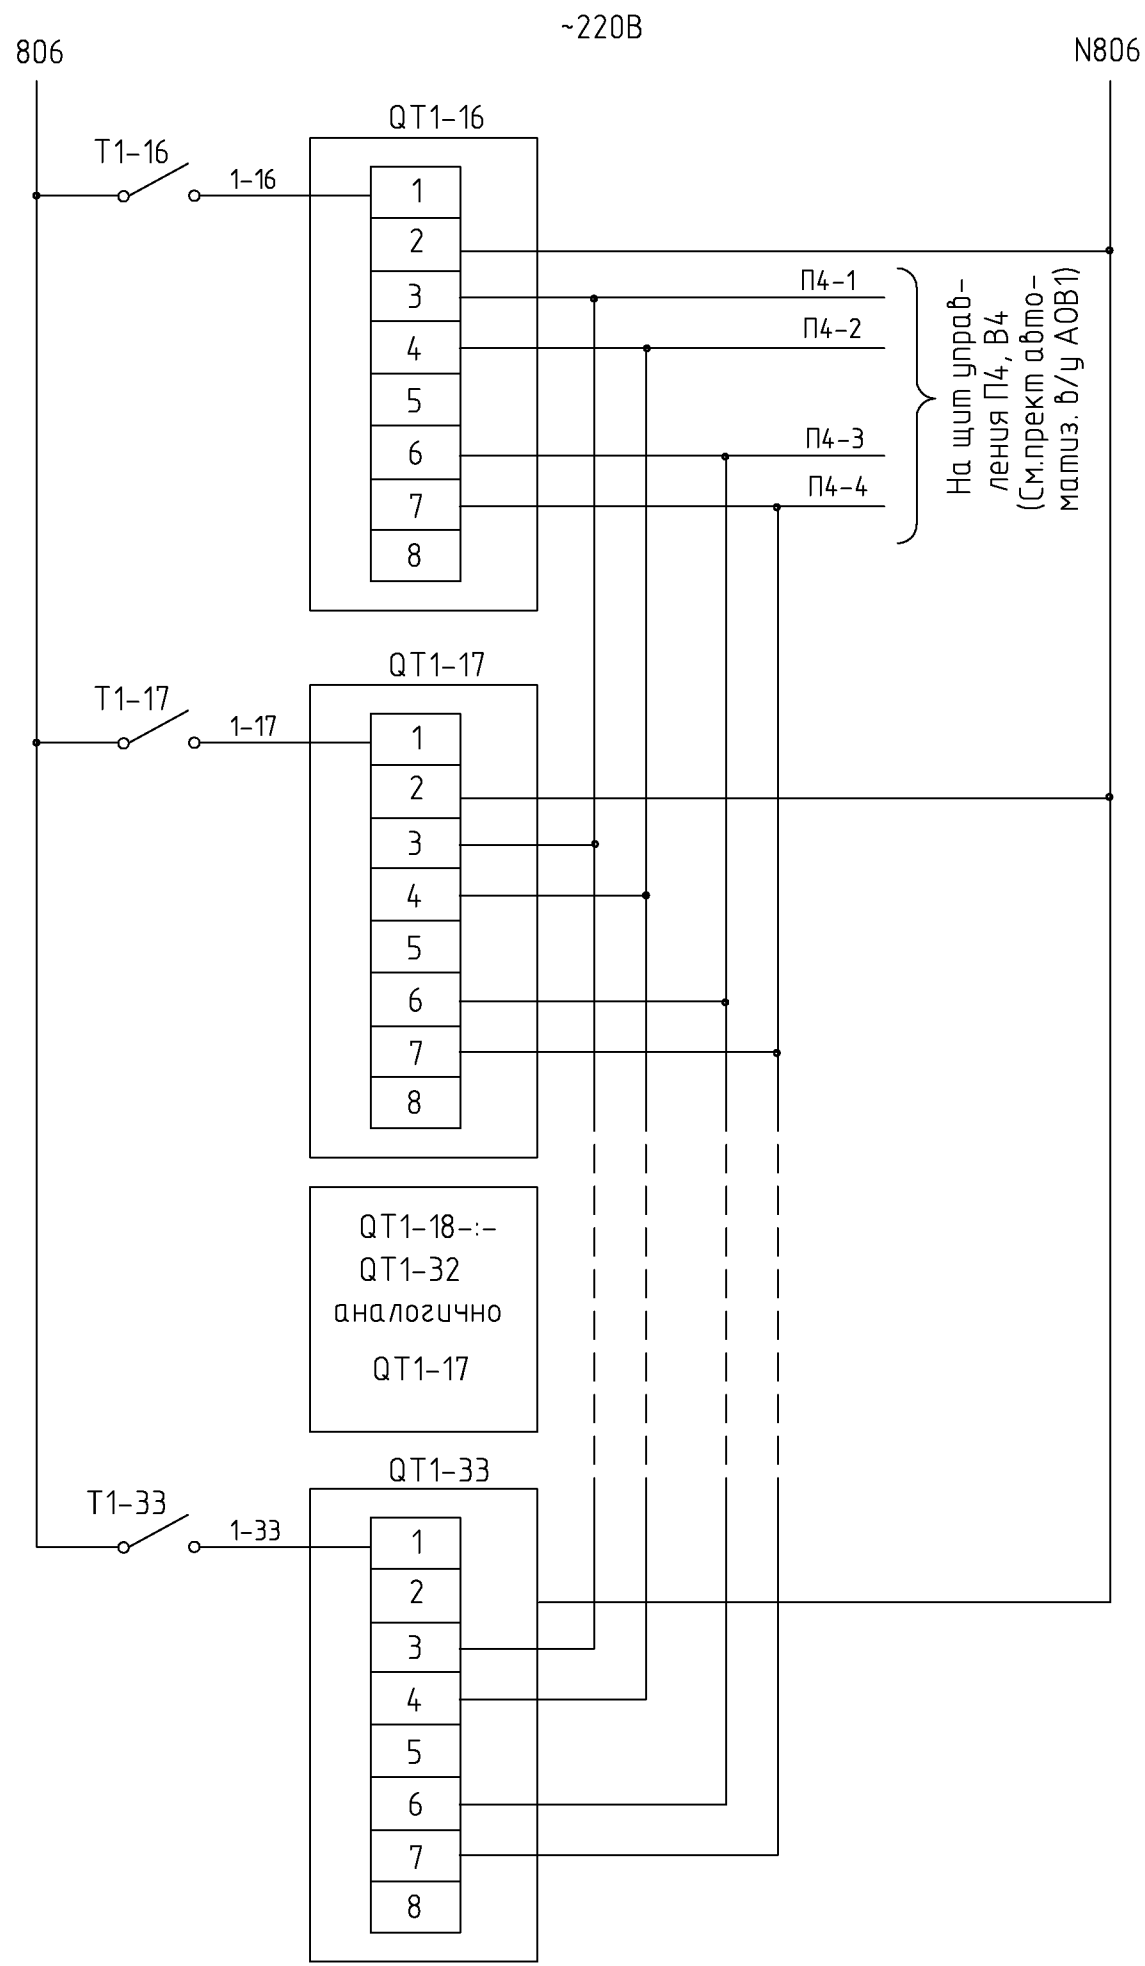 ~220В
806
N806
QT1-16
T1-16
1-16
1
2
3
4
5
6
7
8
П4-1
П4-2
П4-3
П4-4
На щит управ-
ления П4, В4
(См.прект авто-
матиз. в/у АОВ1)
QT1-17
T1-17
1-17
1
2
3
4
5
6
7
8
QT1-18-:-
QT1-32
аналогично
QT1-17
QT1-33
T1-33
1-33
1
2
3
4
5
6
7
8